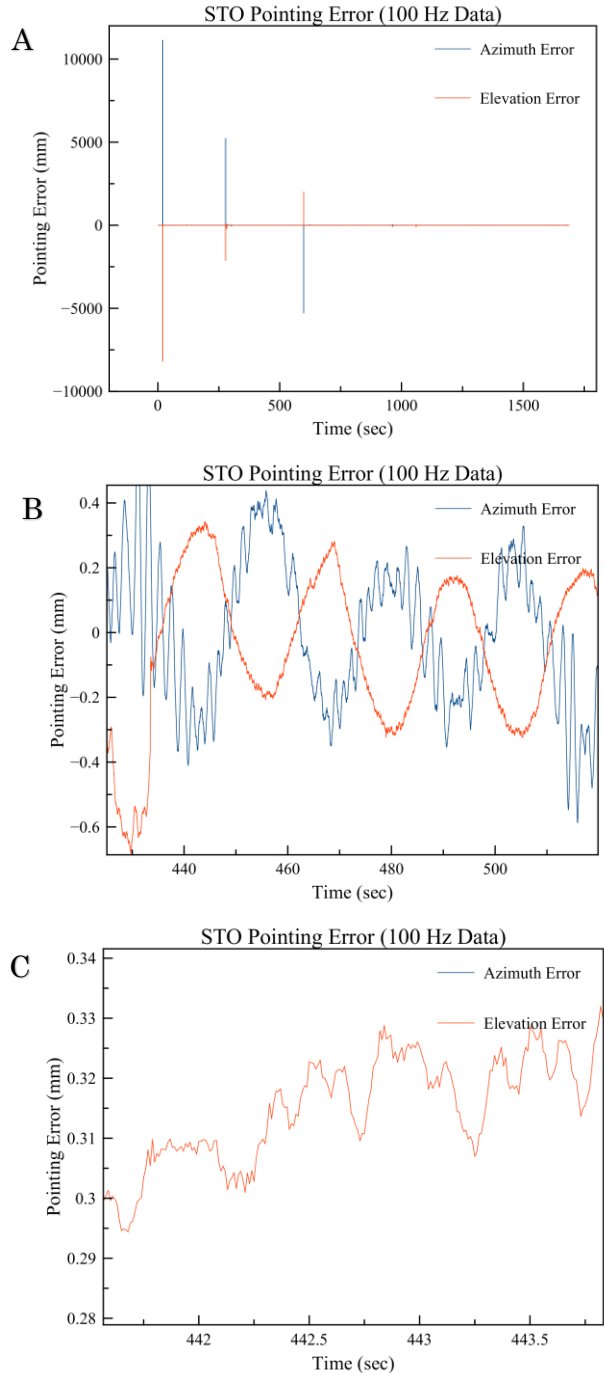 A
STO Pointing Error (100 Hz Data)
Azimuth Error
Elevation Error
10000
5000
0
−5000
−10000
Pointing Error (mm)
0
500
1000
1500
Time (sec)
B
STO Pointing Error (100 Hz Data)
Azimuth Error
Elevation Error
0.4
0.2
0
−0.2
−0.4
−0.6
Pointing Error (mm)
440
460
480
500
Time (sec)
C
STO Pointing Error (100 Hz Data)
Azimuth Error
Elevation Error
0.34
0.33
0.32
0.31
0.3
0.29
0.28
Pointing Error (mm)
442
442.5
443
443.5
Time (sec)